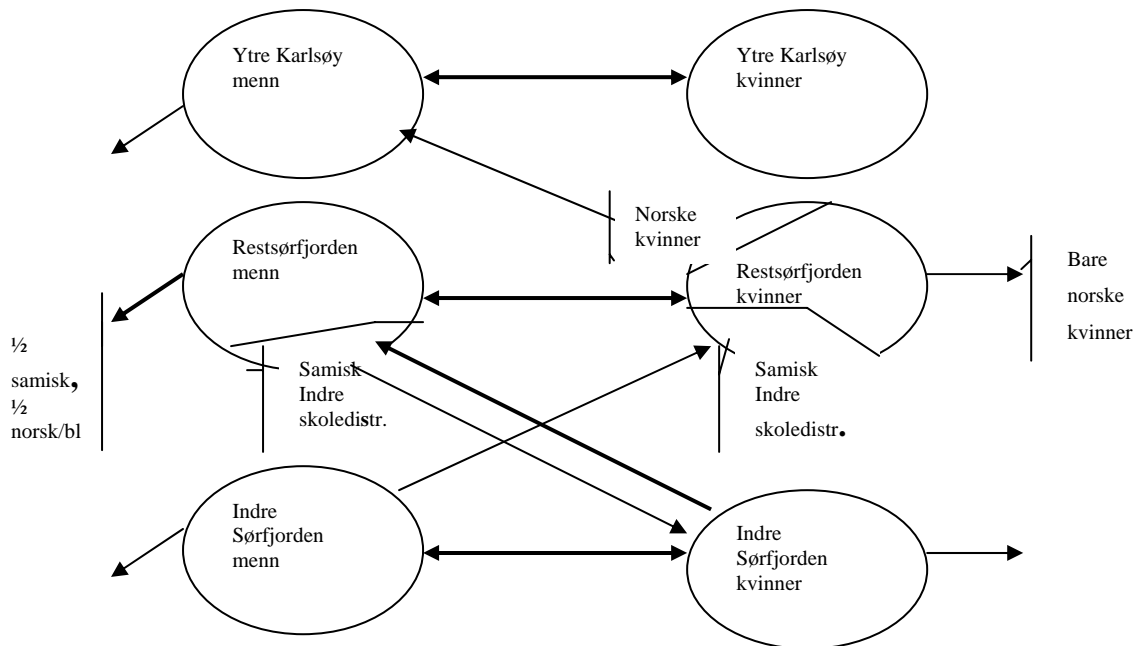 Ytre Karlsøy
menn
Ytre Karlsøy
kvinner
Norske
kvinner
Restsørfjorden
menn
Restsørfjorden
kvinner
Bare
norske
kvinner
½
samisk,
½
norsk/bl
Samisk
Indre
skoledistr.
Samisk
Indre
skoledistr.
Indre
Sørfjorden
menn
Indre
Sørfjorden
kvinner